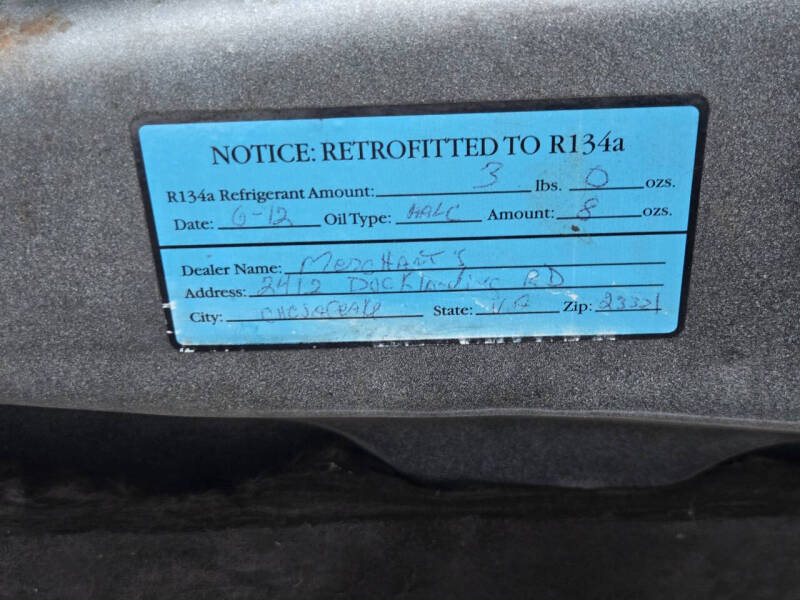 NOTICE: RETROFITTED TO R134a
R134a Refrigerant Amount: 3 lbs. 0 ozs.
Date: 6-12 Oil Type: Amount: 8 ozs.
Dealer Name: MERCHANT'S
Address: 2412 Docklanding RD
City: CHESAPEAKE State: VA Zip: 23321